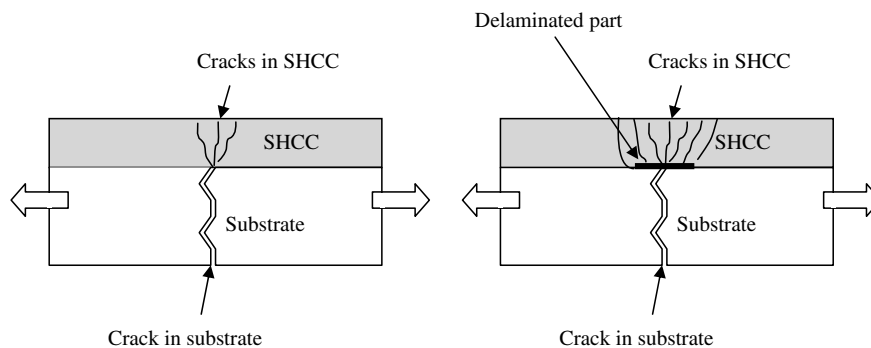 Delaminated part
Cracks in SHCC
Cracks in SHCC
SHCC
SHCC
Substrate
Substrate
Crack in substrate
Crack in substrate